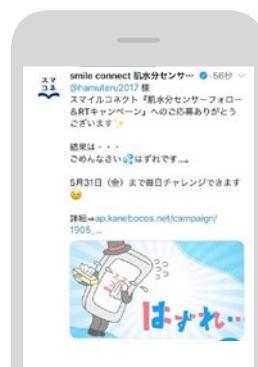 スマ
コネ
smile connect 肌水分センサ… · 56秒
@hamuteru2017 様
スマイルコネクト『肌水分センサーフォロー
&RTキャンペーン』へのご応募ありがとう
ございます✨
結果は・・・
ごめんなさい💦はずれです…。
5月31日（金）まで毎日チャレンジできます
😉
詳細⇒ap.kanebocos.net/campaign/
1905_…
はずれ…